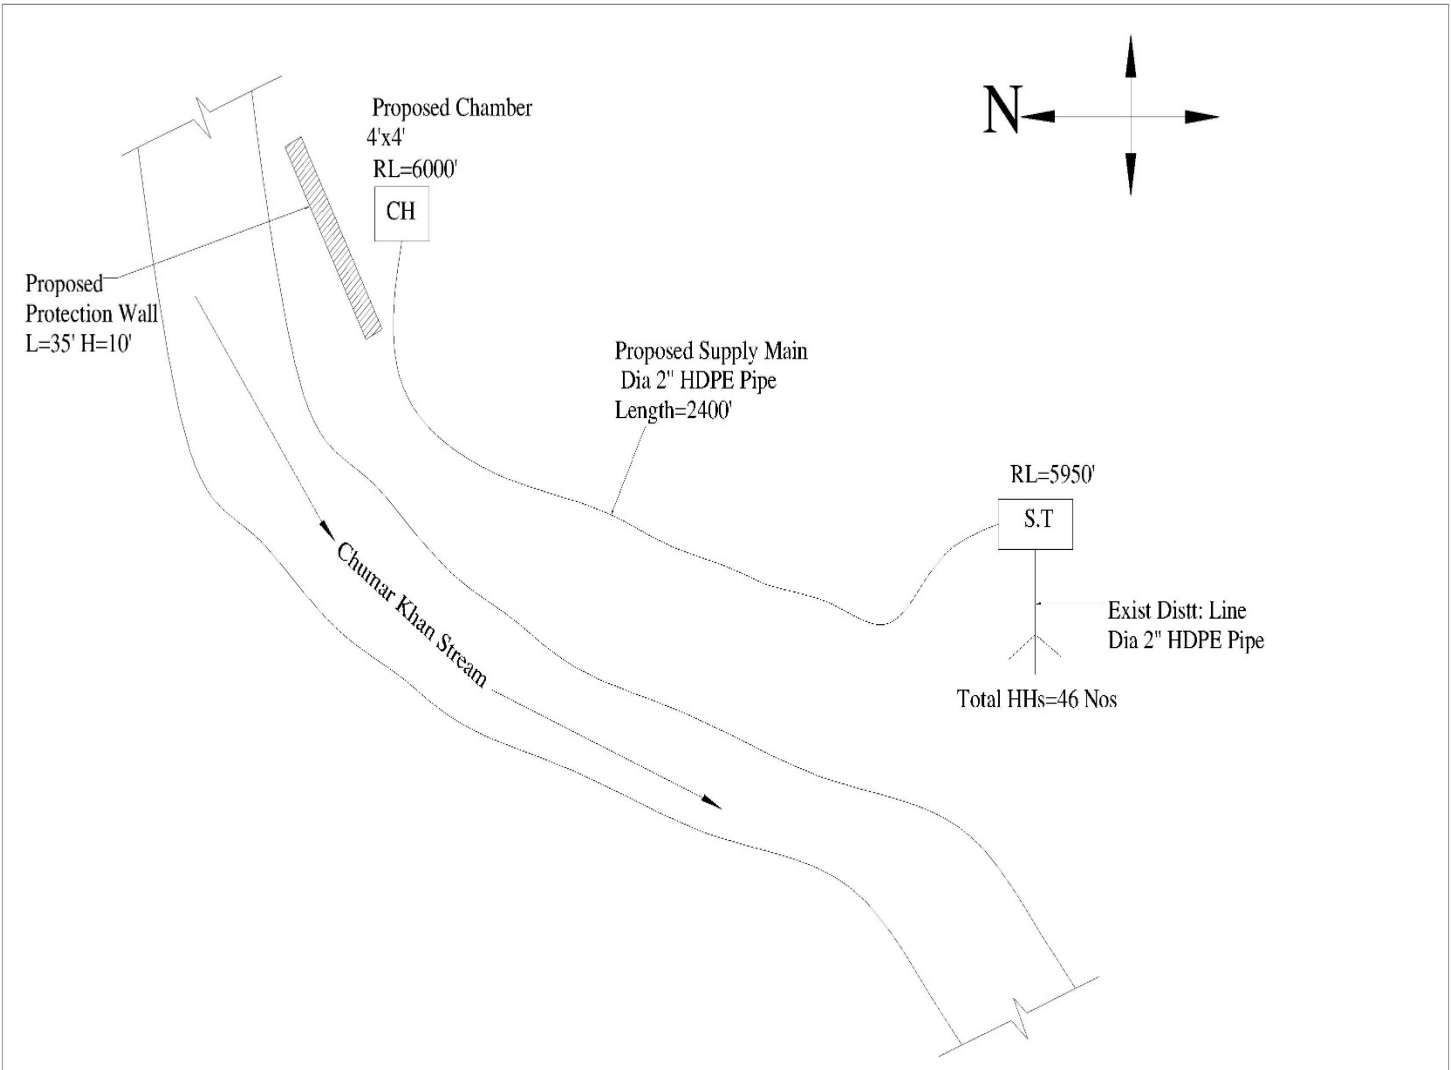 Proposed Chamber
4'x4'
RL=6000'
CH
N
Proposed
Protection Wall
L=35' H=10'
Proposed Supply Main
Dia 2" HDPE Pipe
Length=2400'
RL=5950'
S.T
Chumar Khan Stream
Exist Distt: Line
Dia 2" HDPE Pipe
Total HHs=46 Nos